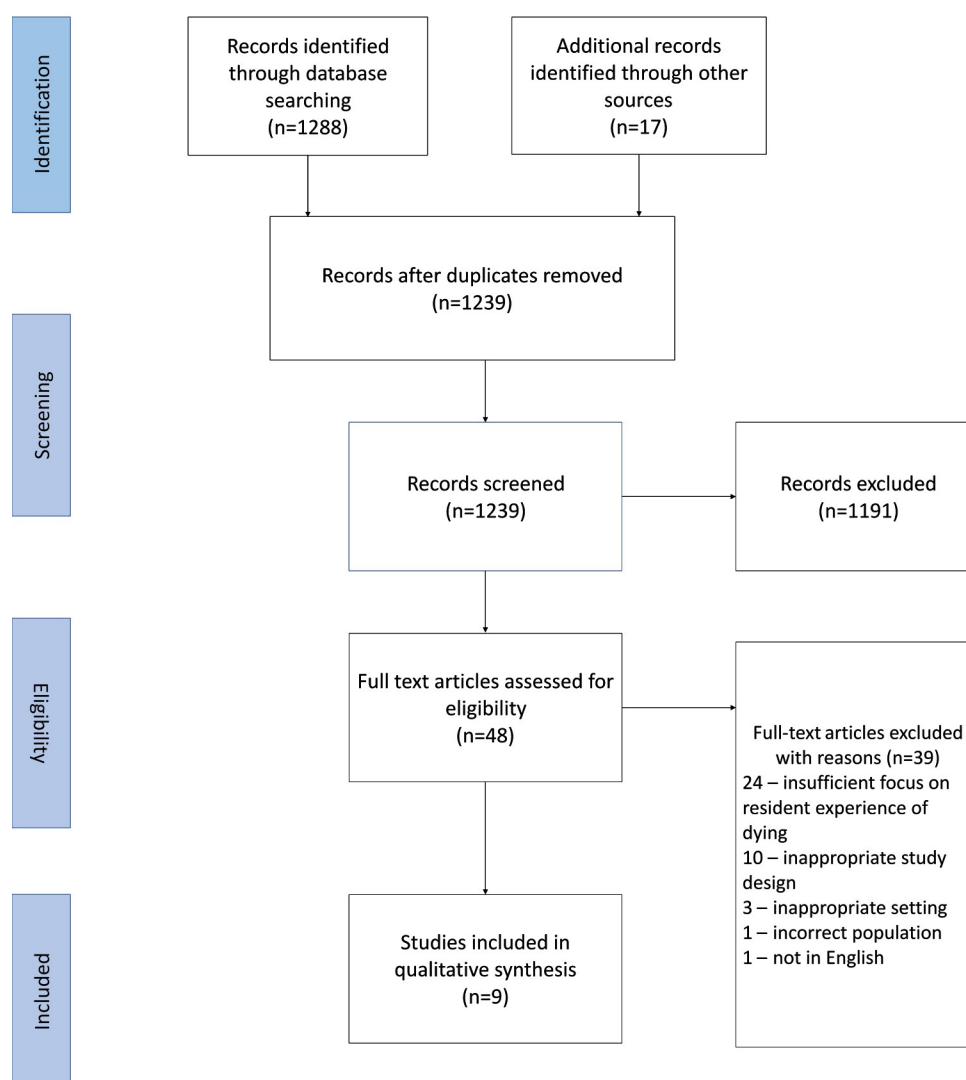 Identification
Records identified
through database
searching
(n=1288)
Additional records
identified through other
sources
(n=17)
Records after duplicates removed
(n=1239)
Screening
Records screened
(n=1239)
Records excluded
(n=1191)
Eligibility
Full text articles assessed for
eligibility
(n=48)
Full-text articles excluded
with reasons (n=39)
24 – insufficient focus on
resident experience of
dying
10 – inappropriate study
design
3 – inappropriate setting
1 – incorrect population
1 – not in English
Included
Studies included in
qualitative synthesis
(n=9)